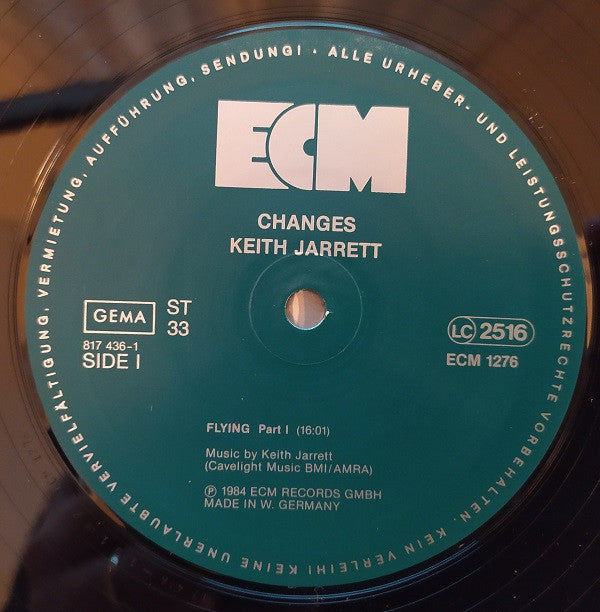 ALLE URHEBER- UND LEISTUNGSSCHUTZRECHTE VORBEHALTEN. KEIN VERLEIH! KEINE UNERLAUBTE VERVIELFÄLTIGUNG, VERMIETUNG, AUFFÜHRUNG, SENDUNG! •
ECM
CHANGES
KEITH JARRETT
GEMA
ST
33
817 436-1
SIDE I
LC 2516
ECM 1276
FLYING Part I (16:01)
Music by Keith Jarrett
(Cavelight Music BMI/AMRA)
℗ 1984 ECM RECORDS GMBH
MADE IN W. GERMANY